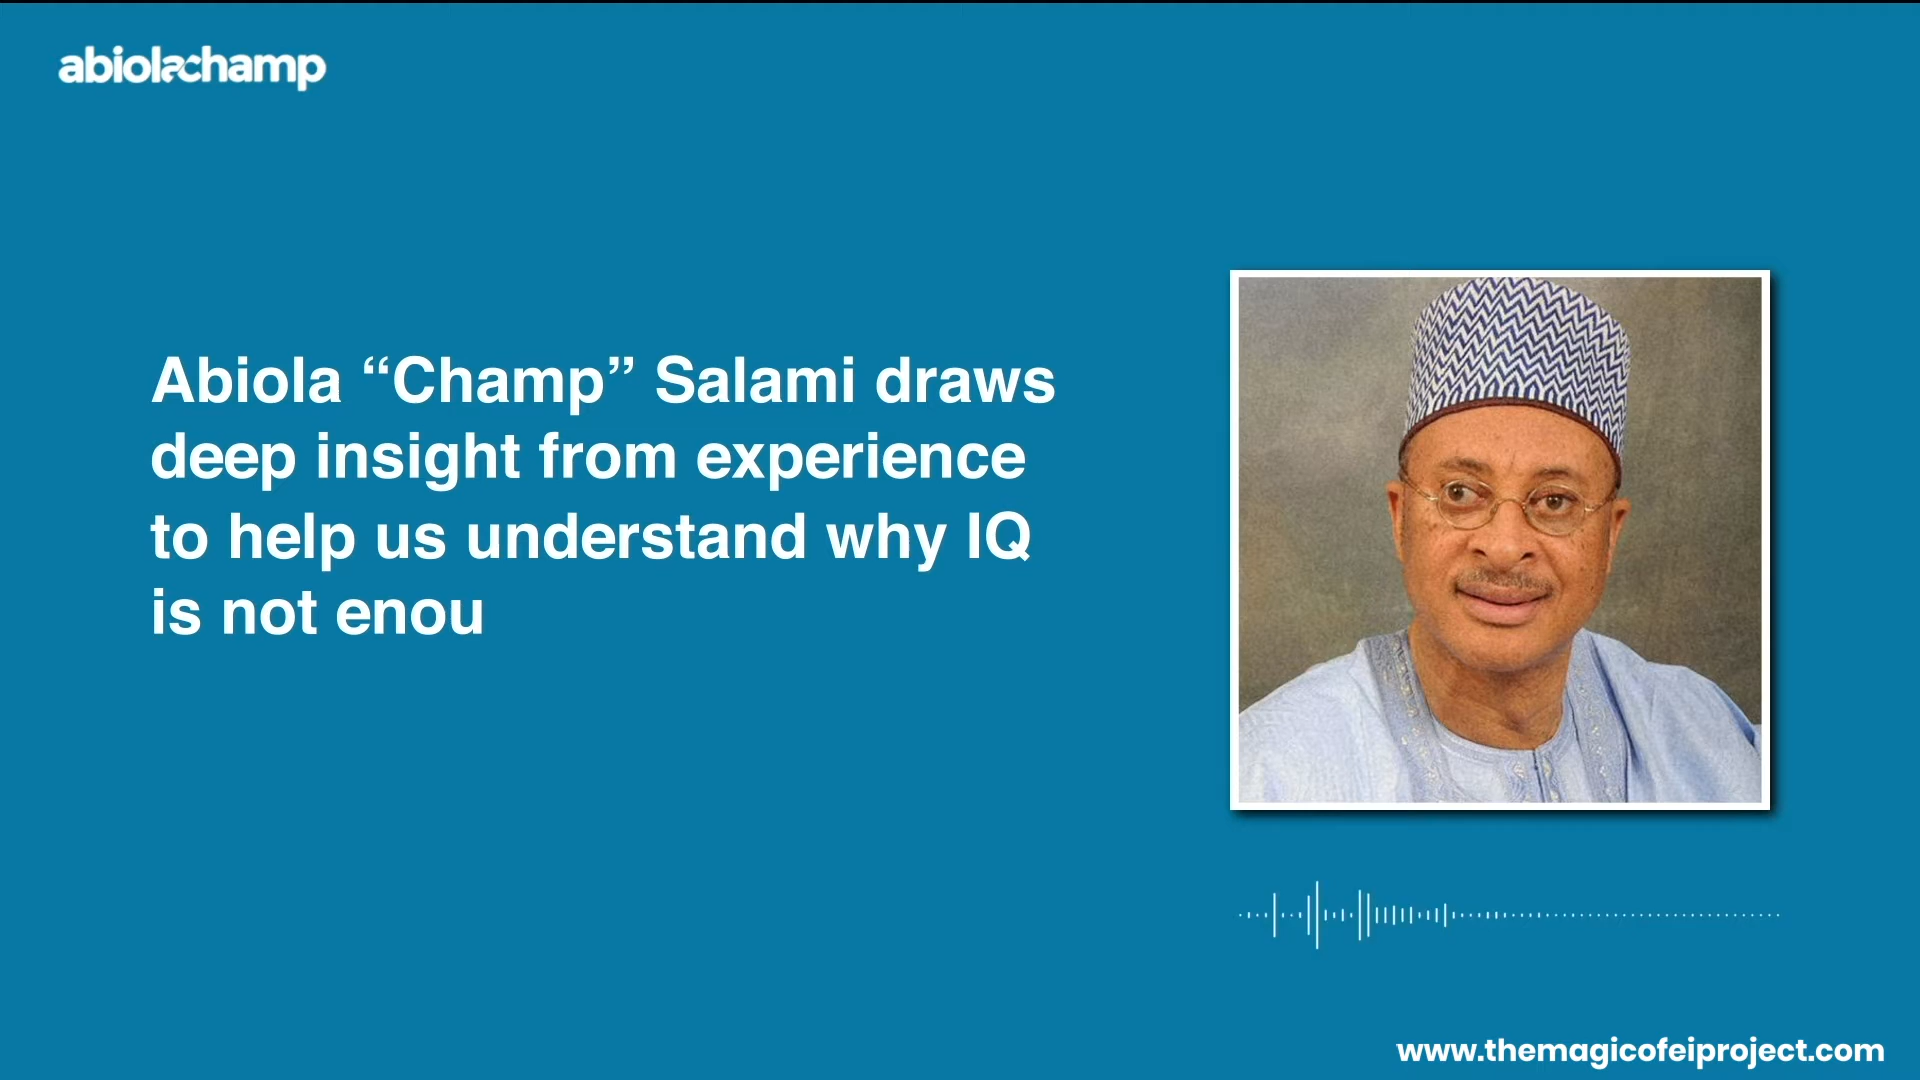 abiolachamp
Abiola “Champ” Salami draws
deep insight from experience
to help us understand why IQ
is not enou
www.themagicofeiproject.com